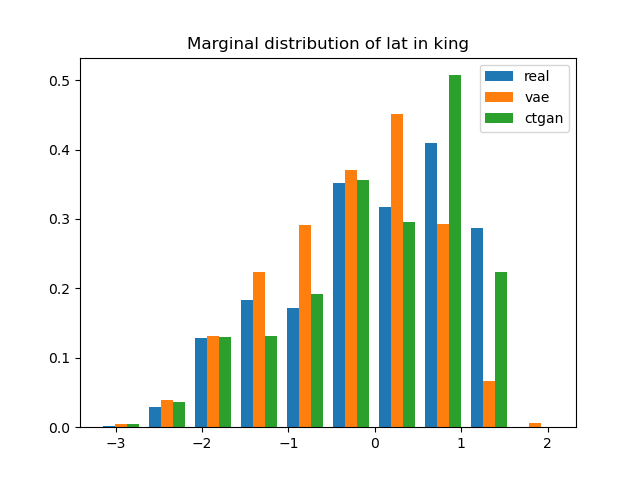 Marginal distribution of lat in king
real
vae
ctgan
0.5
0.4
0.3
0.2
0.1
0.0
−3 −2 −1 0 1 2